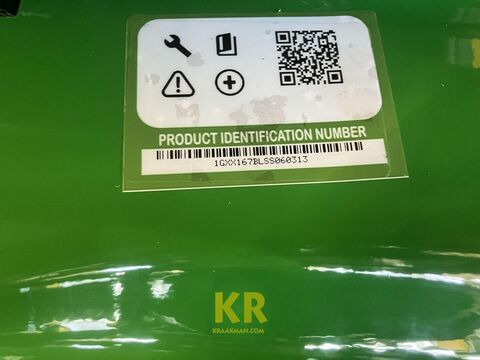 PRODUCT IDENTIFICATION NUMBER
1GXX167BLSS060313
KR
KRAAKMAN.COM